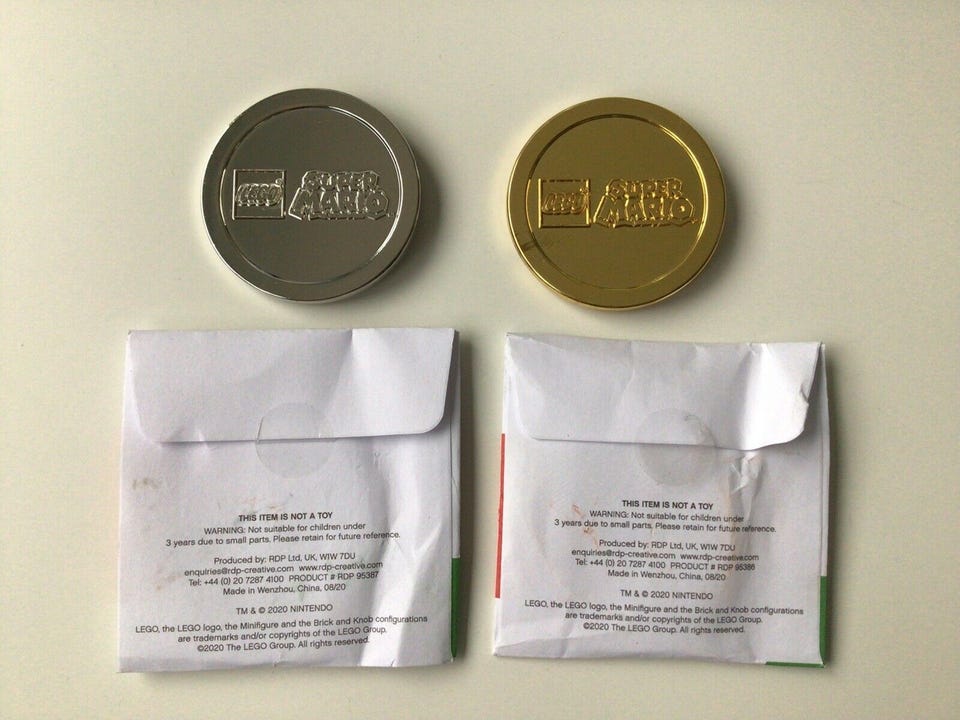 LEGO SUPER
MARIO
LEGO SUPER
MARIO
THIS ITEM IS NOT A TOY
WARNING: Not suitable for children under
3 years due to small parts. Please retain for future reference.
Produced by: RDP Ltd, UK, W1W 7DU
enquiries@rdp-creative.com www.rdp-creative.com
Tel: +44 (0) 20 7287 4100 PRODUCT # RDP 95387
Made in Wenzhou, China, 08/20
TM & © 2020 NINTENDO
LEGO, the LEGO logo, the Minifigure and the Brick and Knob configurations
are trademarks and/or copyrights of the LEGO Group.
©2020 The LEGO Group. All rights reserved.
THIS ITEM IS NOT A TOY
WARNING: Not suitable for children under
3 years due to small parts. Please retain for future reference.
Produced by: RDP Ltd, UK, W1W 7DU
enquiries@rdp-creative.com www.rdp-creative.com
Tel: +44 (0) 20 7287 4100 PRODUCT # RDP 95386
Made in Wenzhou, China, 08/20
TM & © 2020 NINTENDO
LEGO, the LEGO logo, the Minifigure and the Brick and Knob configurations
are trademarks and/or copyrights of the LEGO Group.
©2020 The LEGO Group. All rights reserved.